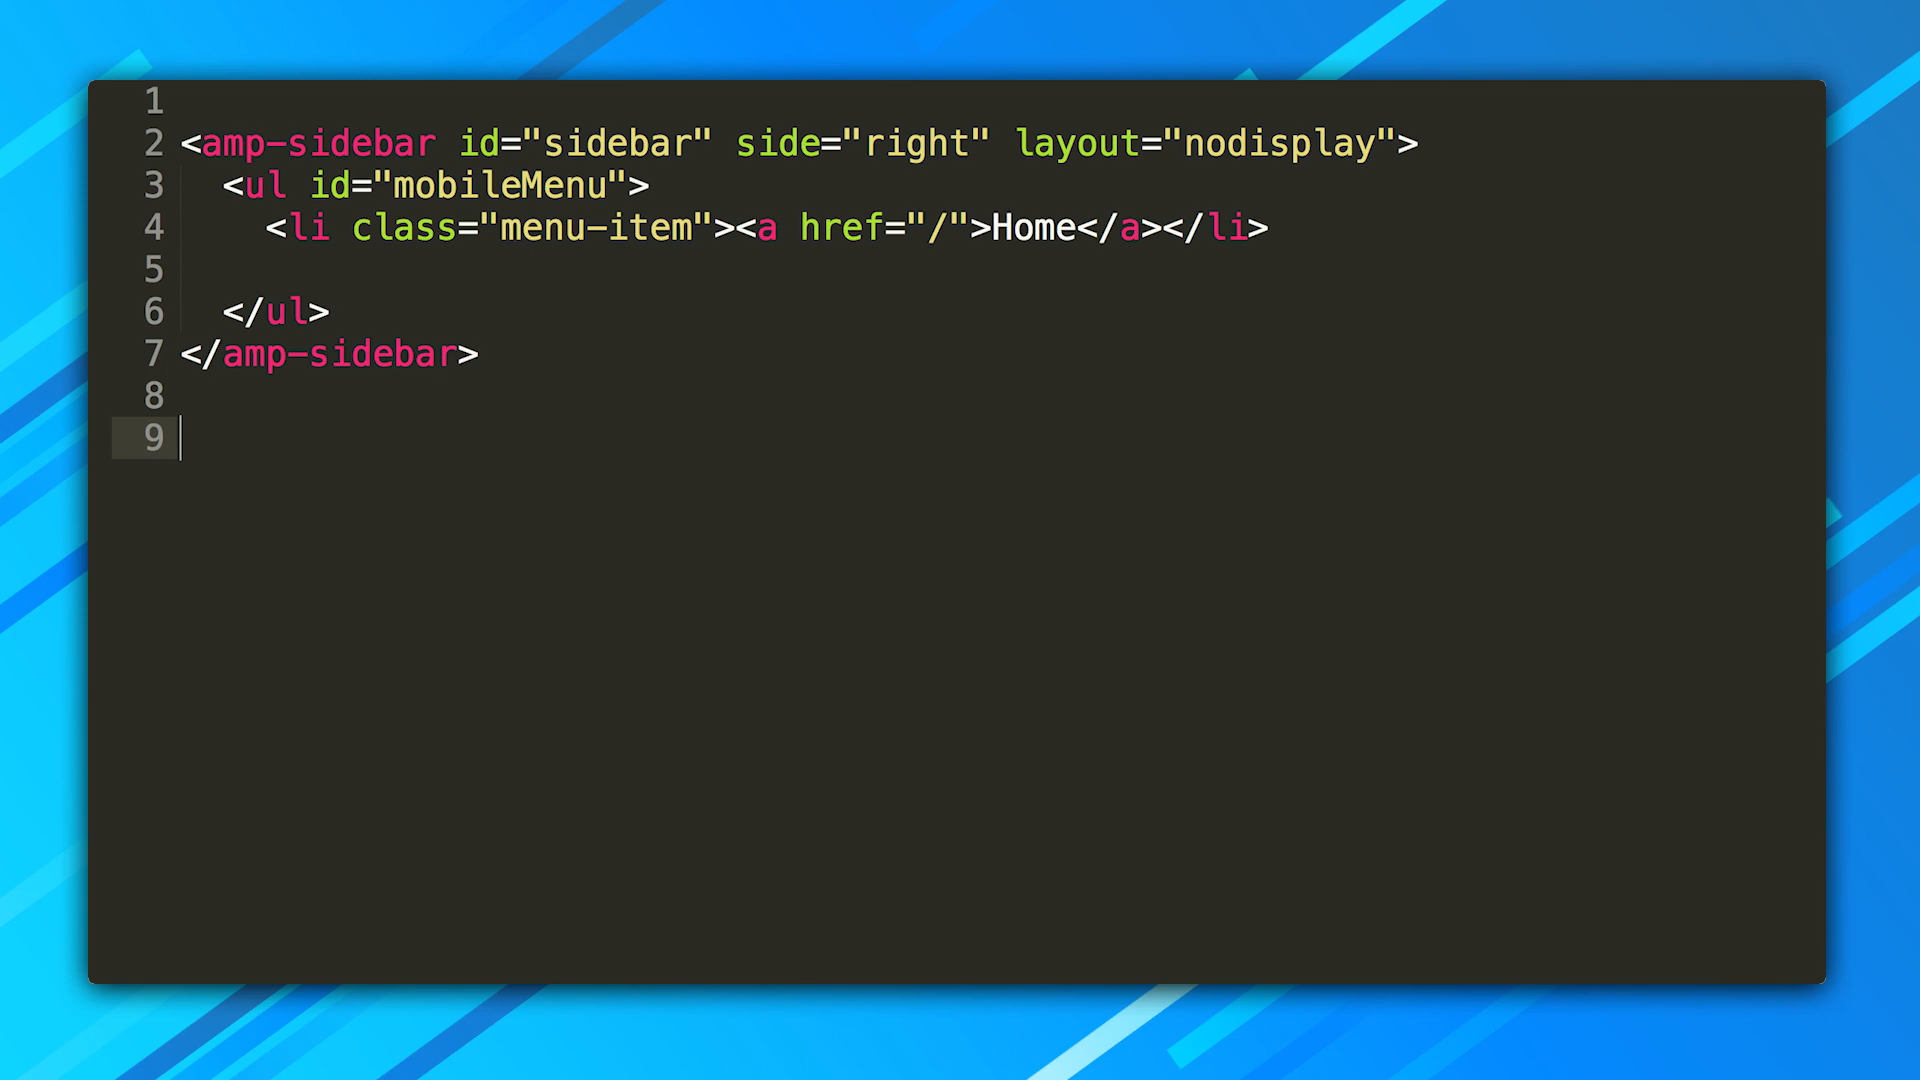 1
2 <amp-sidebar id="sidebar" side="right" layout="nodisplay">
3 <ul id="mobileMenu">
4 <li class="menu-item"><a href="/">Home</a></li>
5
6 </ul>
7 </amp-sidebar>
8
9